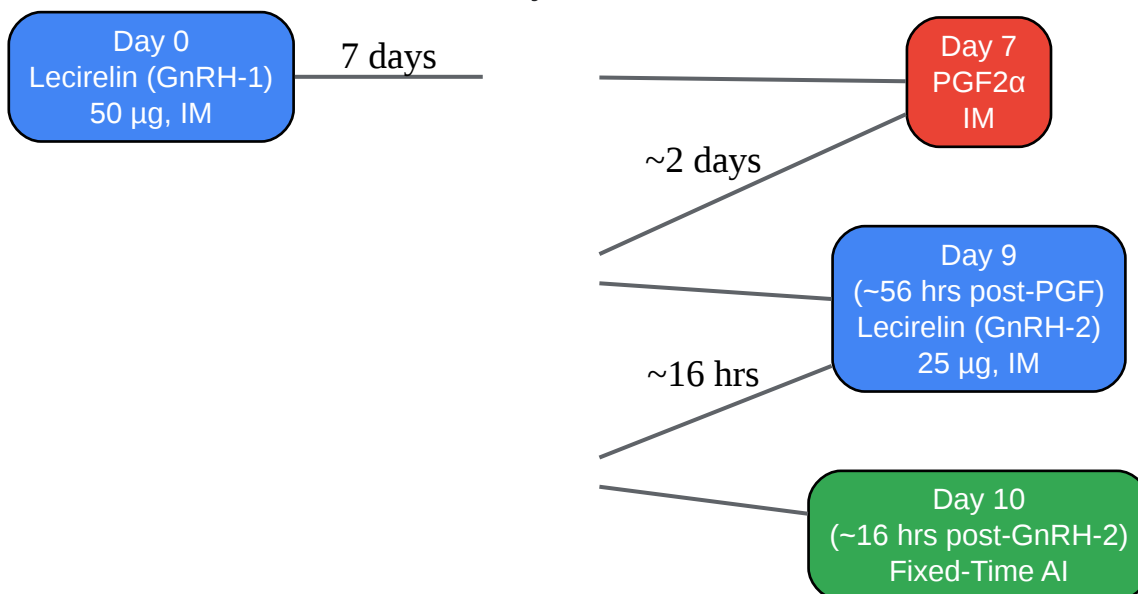 Day 0
Lecirelin (GnRH-1)
50 µg, IM
7 days
Day 7
PGF2α
IM
~2 days
Day 9
(~56 hrs post-PGF)
Lecirelin (GnRH-2)
25 µg, IM
~16 hrs
Day 10
(~16 hrs post-GnRH-2)
Fixed-Time AI